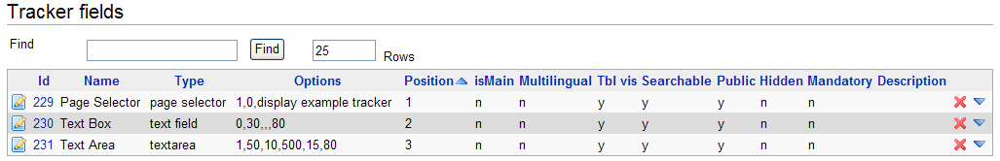 Tracker fields
Find Find 25 Rows
Id Name Type Options Position isMain Multilingual Tbl vis Searchable Public Hidden Mandatory Description
229 Page Selector page selector 1,0,display example tracker 1 n n y y y n n
230 Text Box text field 0,30,,,80 2 n n y y y n n
231 Text Area textarea 1,50,10,500,15,80 3 n n y y y n n